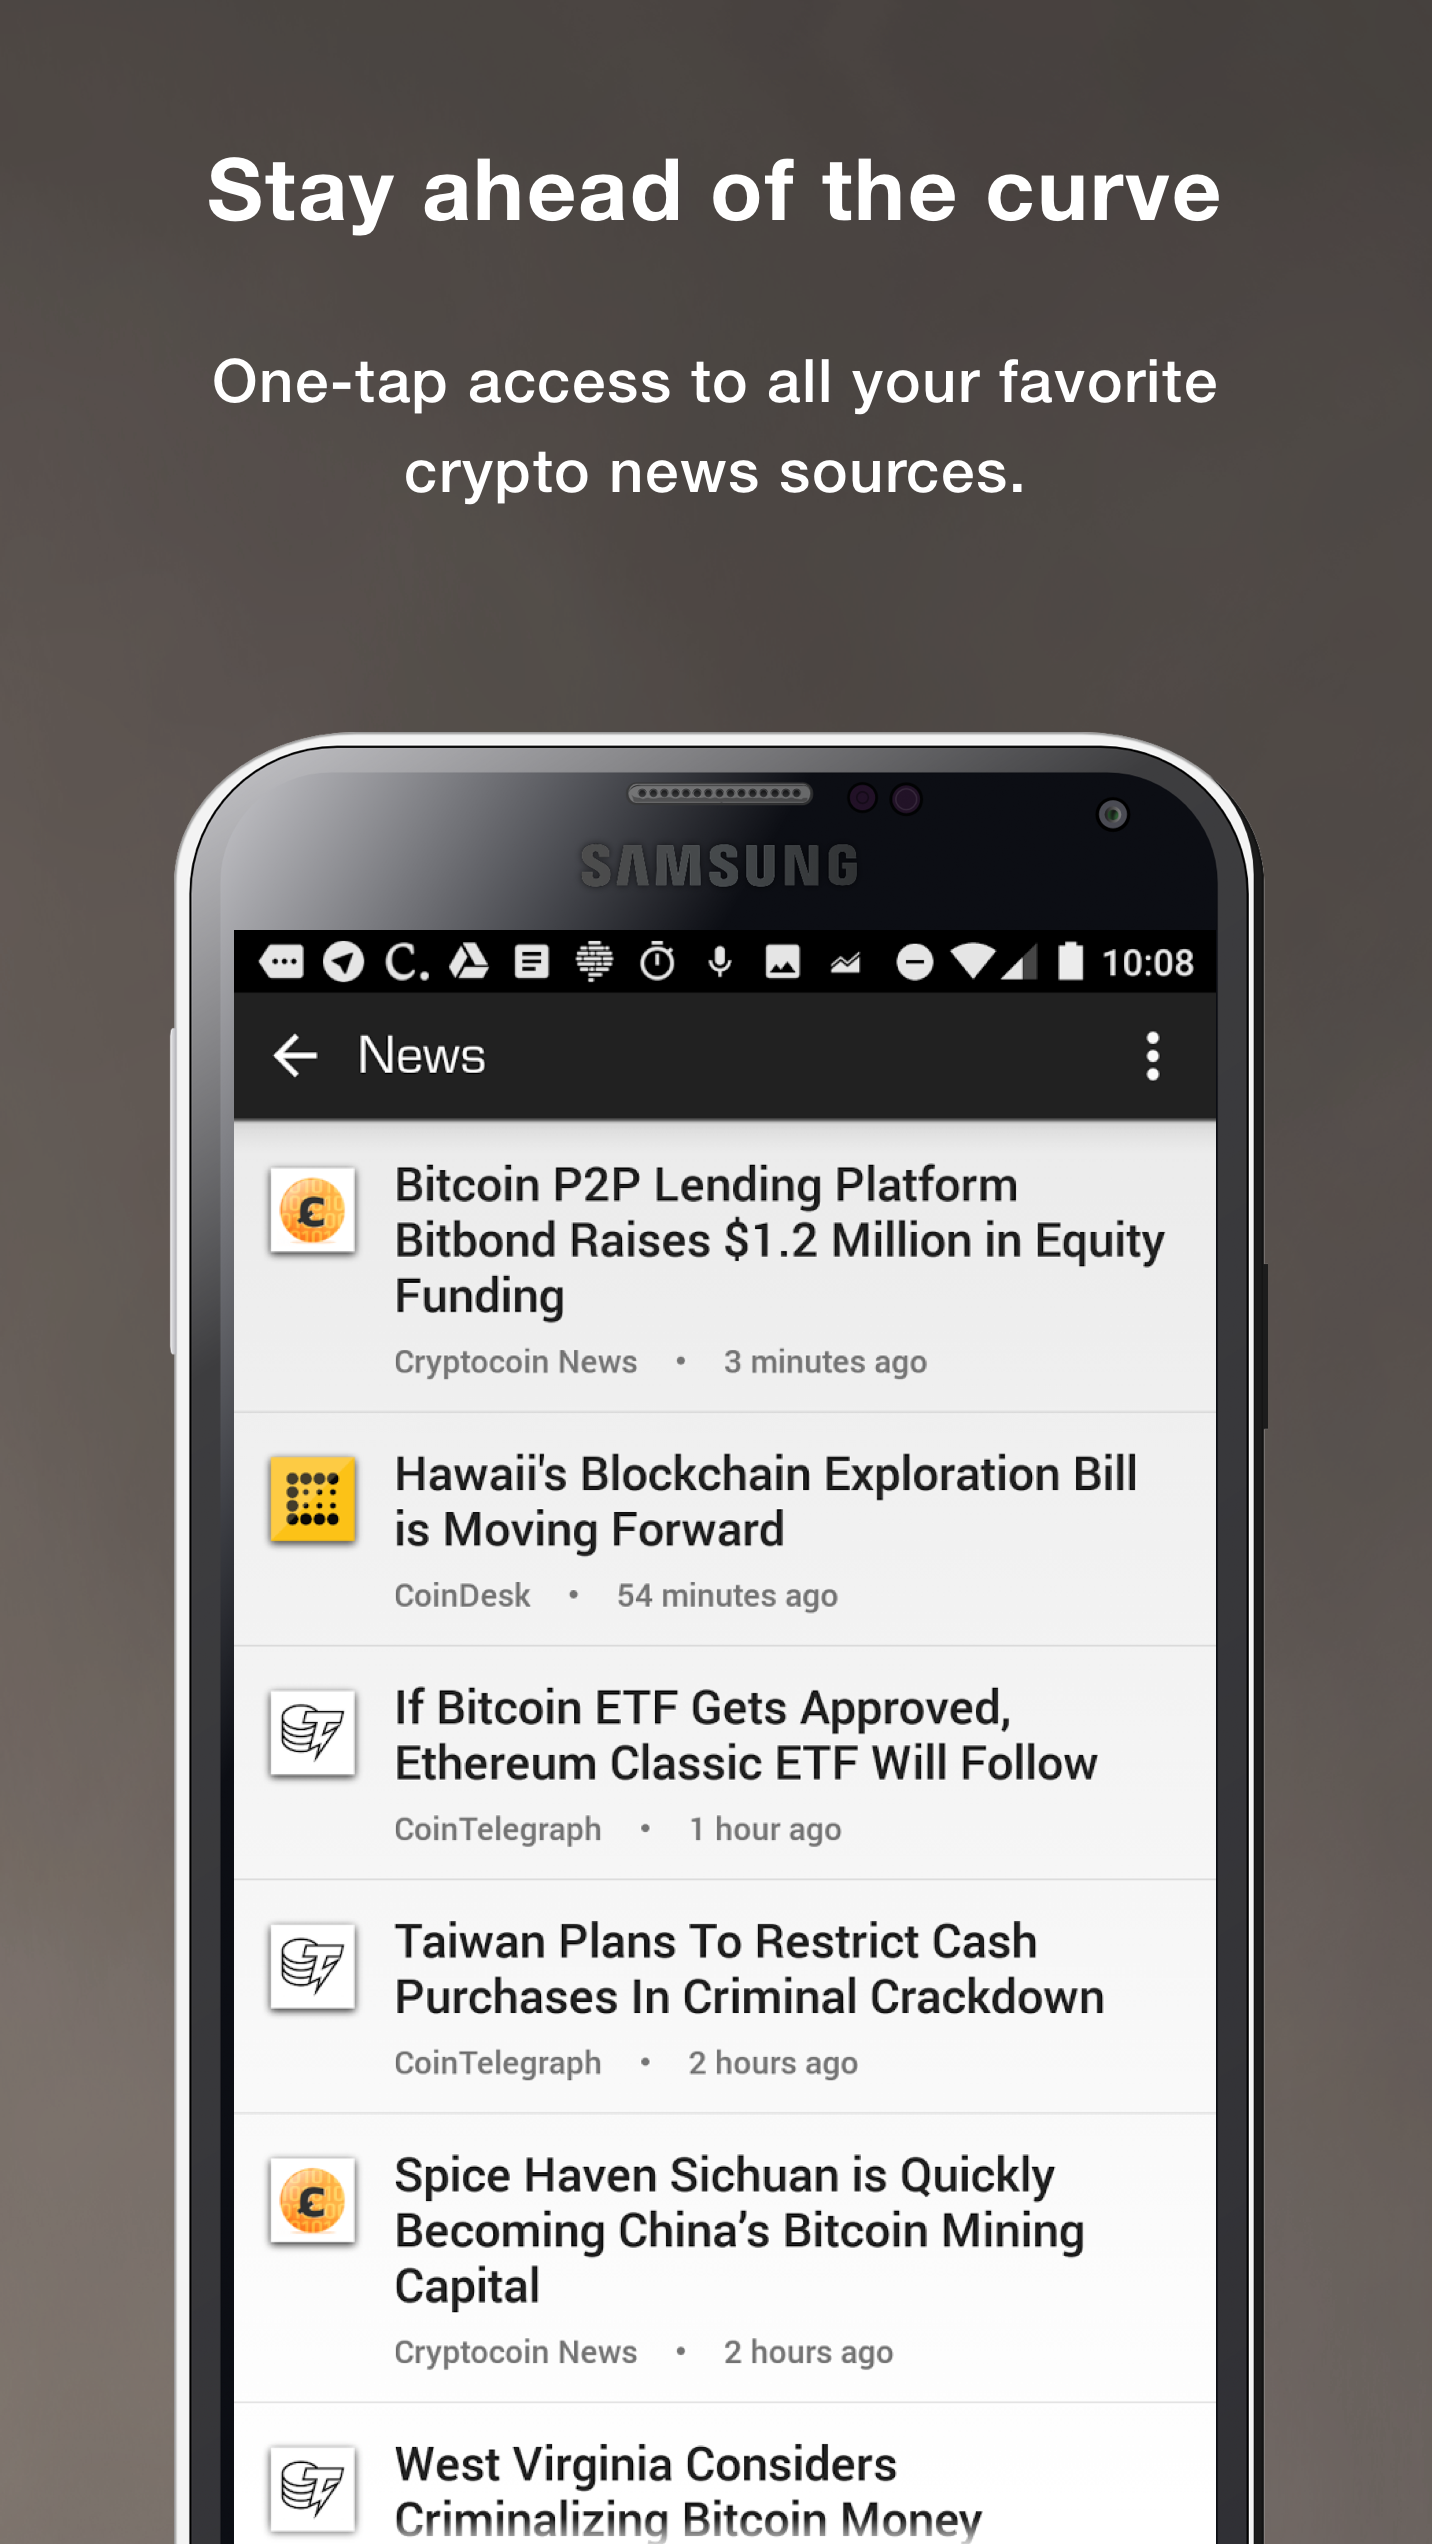 Stay ahead of the curve
One-tap access to all your favorite
crypto news sources.
SAMSUNG
C.
10:08
News
Bitcoin P2P Lending Platform
Bitbond Raises $1.2 Million in Equity
Funding
Cryptocoin News • 3 minutes ago
Hawaii's Blockchain Exploration Bill
is Moving Forward
CoinDesk • 54 minutes ago
If Bitcoin ETF Gets Approved,
Ethereum Classic ETF Will Follow
CoinTelegraph • 1 hour ago
Taiwan Plans To Restrict Cash
Purchases In Criminal Crackdown
CoinTelegraph • 2 hours ago
Spice Haven Sichuan is Quickly
Becoming China’s Bitcoin Mining
Capital
Cryptocoin News • 2 hours ago
West Virginia Considers
Criminalizing Bitcoin Money